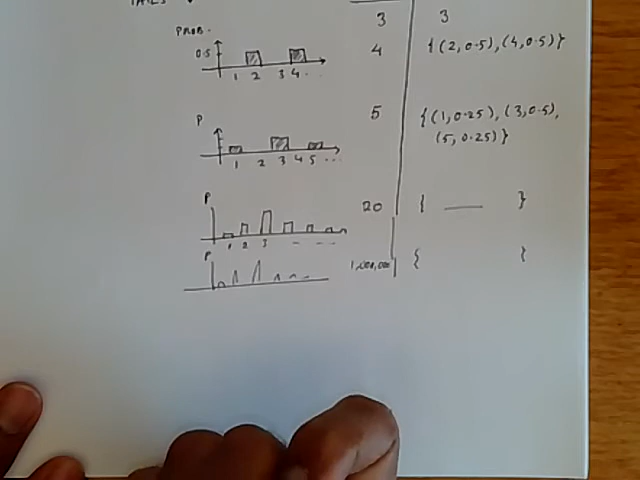 TAILS
3 3
PROB.
0.5
1 2 3 4 . . .
4 {(2, 0.5), (4, 0.5)}
P
1 2 3 4 5 . . .
5 {(1, 0.25), (3, 0.5),
(5, 0.25)}
P
1 2 3 - - -
20 { ___ }
P
1,000,000 { }